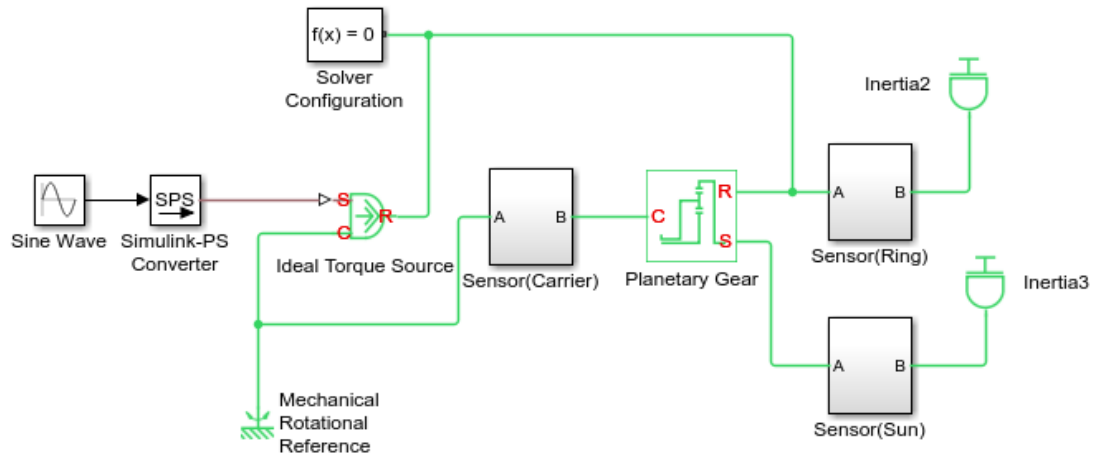 f(x) = 0
Solver
Configuration
Inertia2
A
B
Sensor(Ring)
SPS
Sine Wave
Simulink-PS
Converter
S
C
R
Ideal Torque Source
A
B
Sensor(Carrier)
C
R
S
Planetary Gear
Inertia3
A
B
Sensor(Sun)
Mechanical
Rotational
Reference